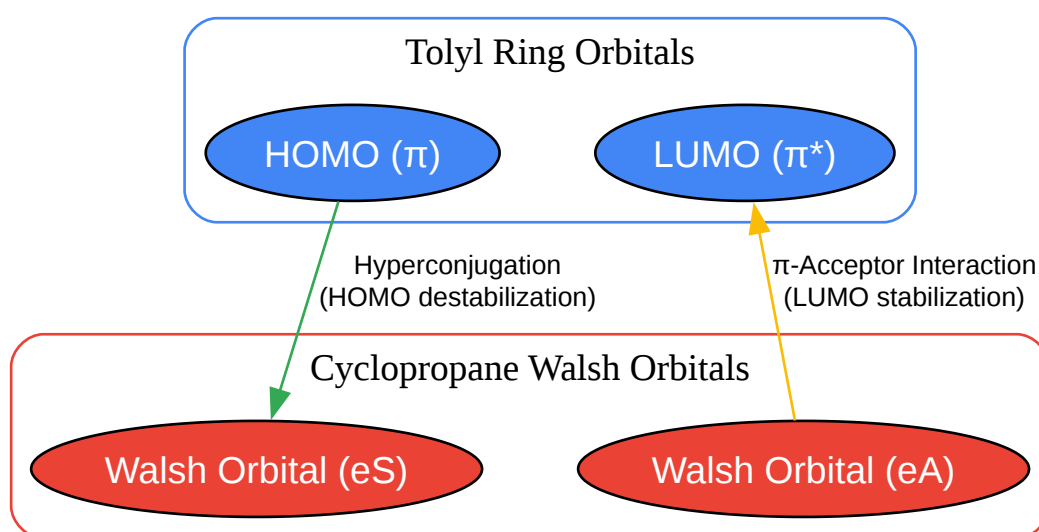 Tolyl Ring Orbitals
HOMO (π)
LUMO (π*)
Hyperconjugation
(HOMO destabilization)
π-Acceptor Interaction
(LUMO stabilization)
Cyclopropane Walsh Orbitals
Walsh Orbital (eS)
Walsh Orbital (eA)